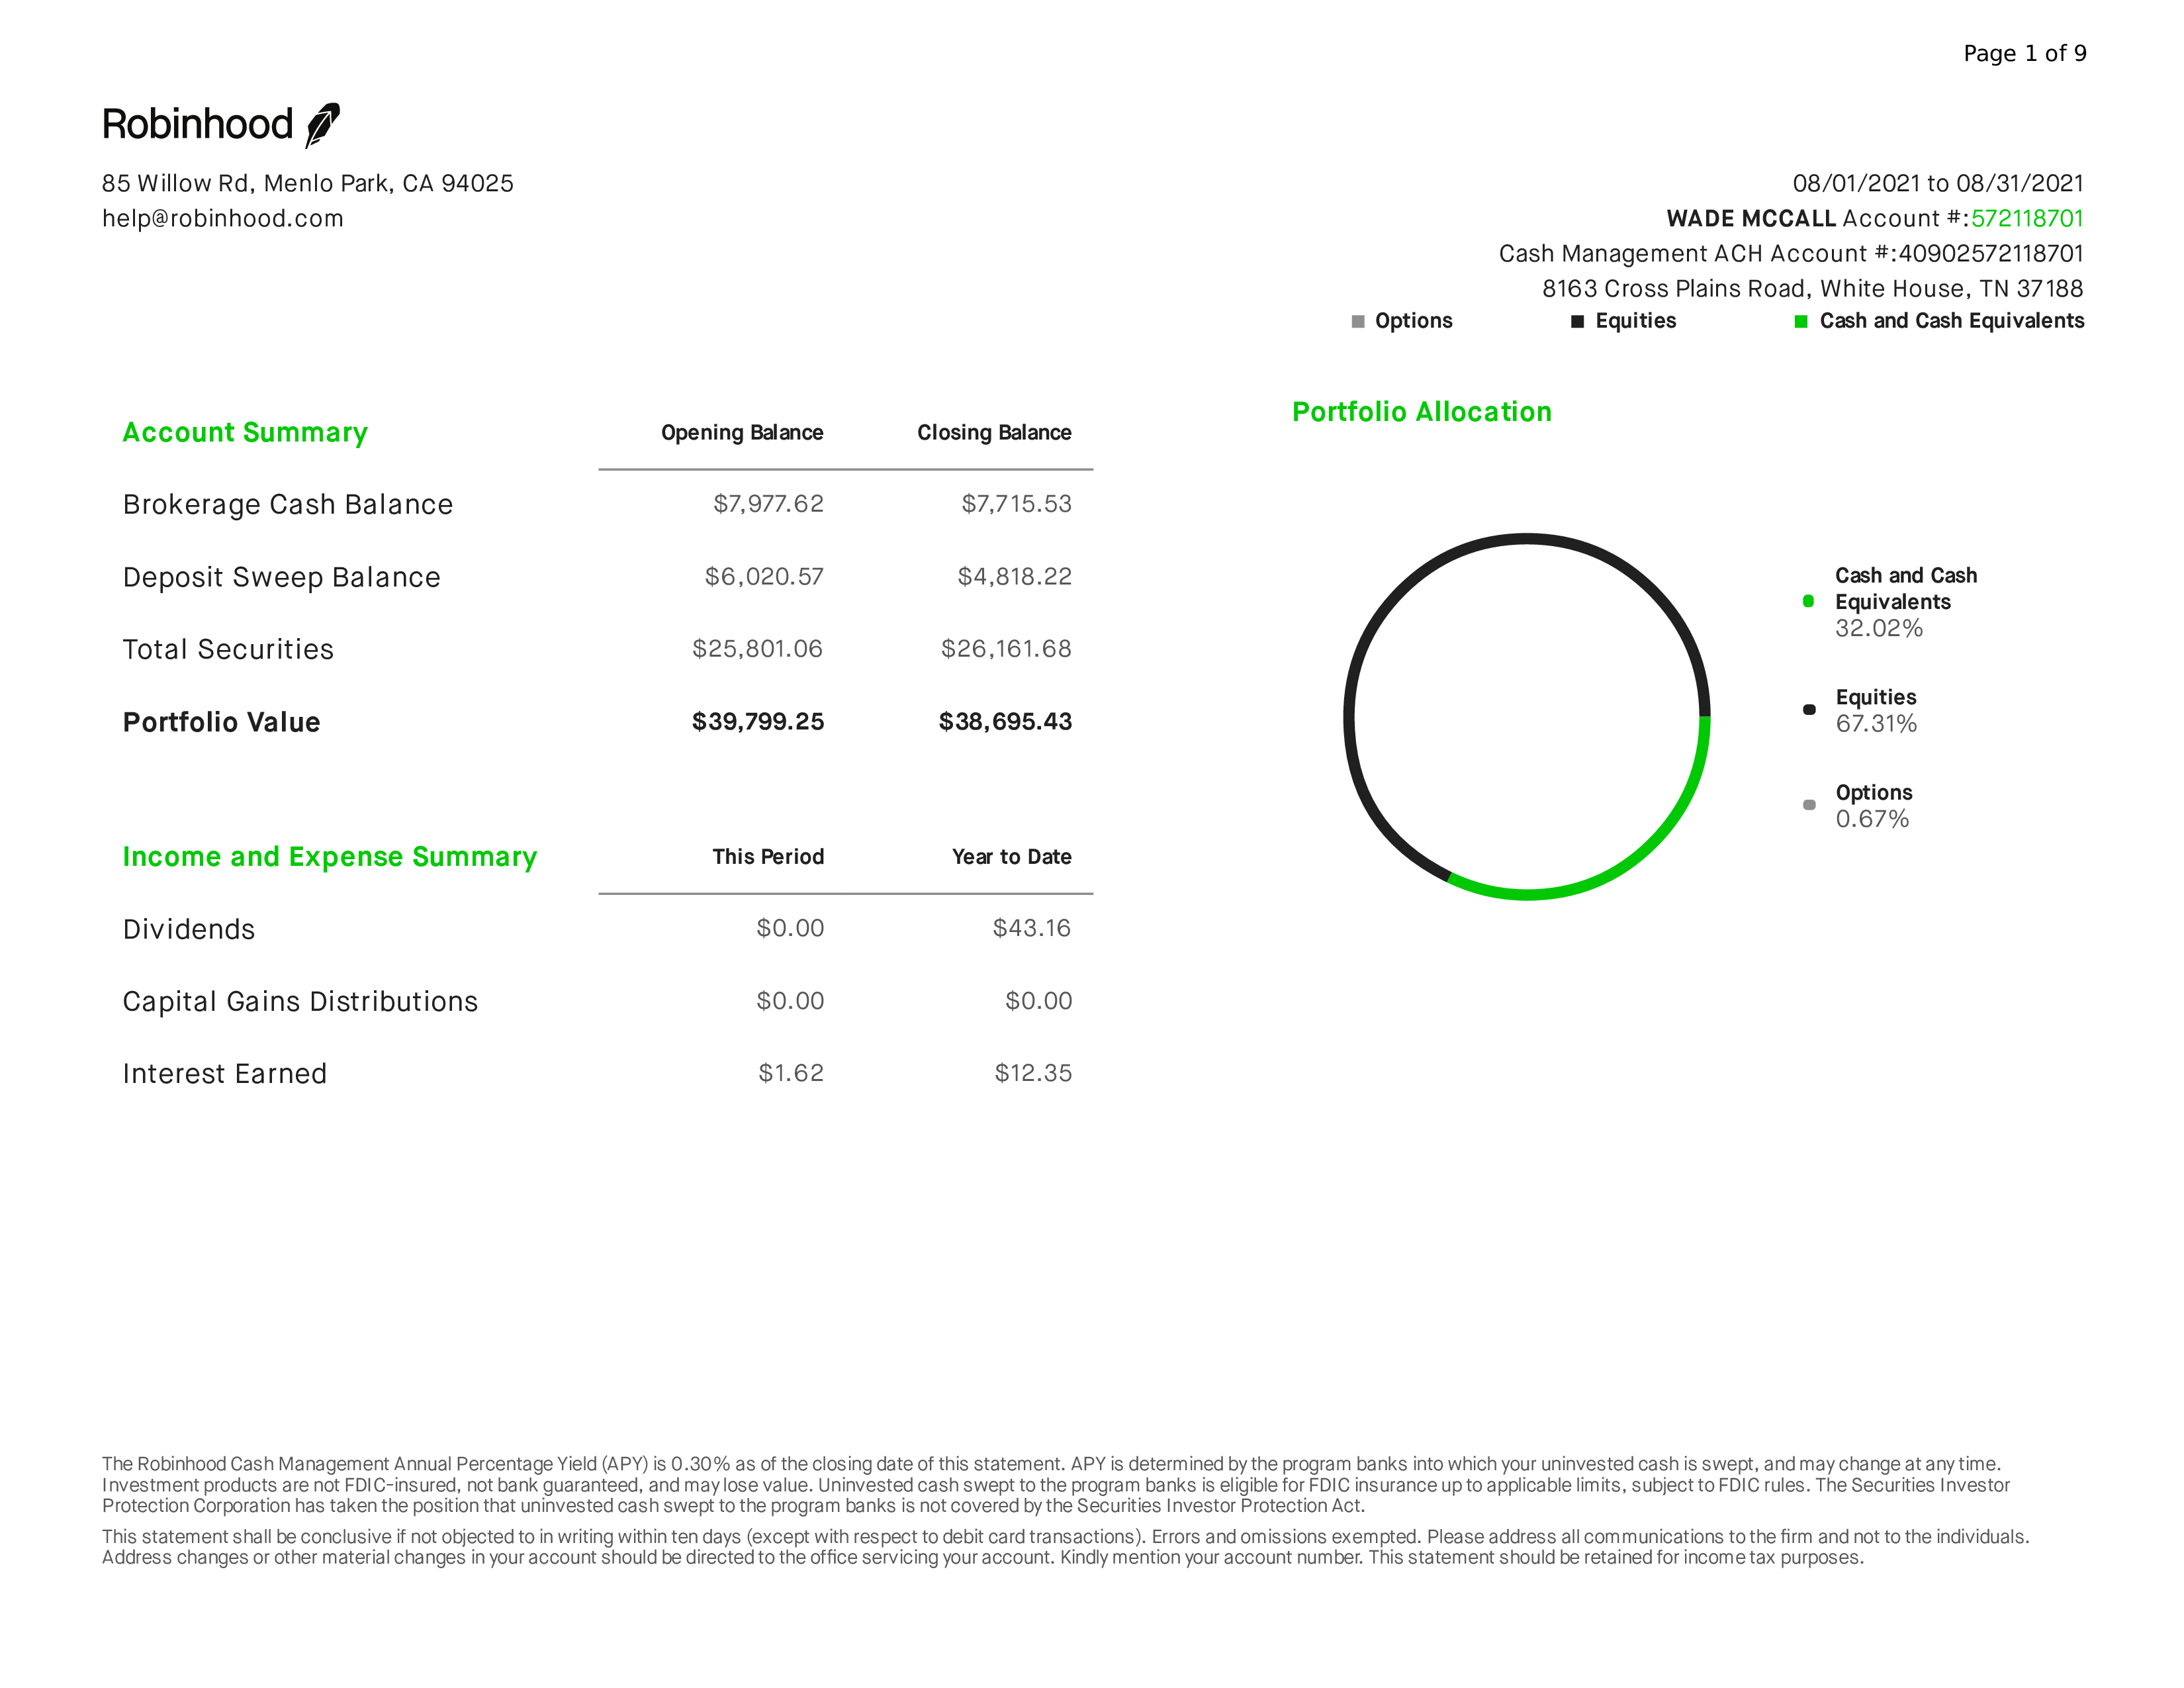 Page 1 of 9
Robinhood
85 Willow Rd, Menlo Park, CA 94025
help@robinhood.com
08/01/2021 to 08/31/2021
WADE MCCALL Account #:572118701
Cash Management ACH Account #:40902572118701
8163 Cross Plains Road, White House, TN 37188
Options Equities Cash and Cash Equivalents
Account Summary Opening Balance Closing Balance
Brokerage Cash Balance $7,977.62 $7,715.53
Deposit Sweep Balance $6,020.57 $4,818.22
Total Securities $25,801.06 $26,161.68
Portfolio Value $39,799.25 $38,695.43
Income and Expense Summary This Period Year to Date
Dividends $0.00 $43.16
Capital Gains Distributions $0.00 $0.00
Interest Earned $1.62 $12.35
Portfolio Allocation
Cash and Cash
Equivalents
32.02%
Equities
67.31%
Options
0.67%
The Robinhood Cash Management Annual Percentage Yield (APY) is 0.30% as of the closing date of this statement. APY is determined by the program banks into which your uninvested cash is swept, and may change at any time.
Investment products are not FDIC-insured, not bank guaranteed, and may lose value. Uninvested cash swept to the program banks is eligible for FDIC insurance up to applicable limits, subject to FDIC rules. The Securities Investor
Protection Corporation has taken the position that uninvested cash swept to the program banks is not covered by the Securities Investor Protection Act.
This statement shall be conclusive if not objected to in writing within ten days (except with respect to debit card transactions). Errors and omissions exempted. Please address all communications to the firm and not to the individuals.
Address changes or other material changes in your account should be directed to the office servicing your account. Kindly mention your account number. This statement should be retained for income tax purposes.